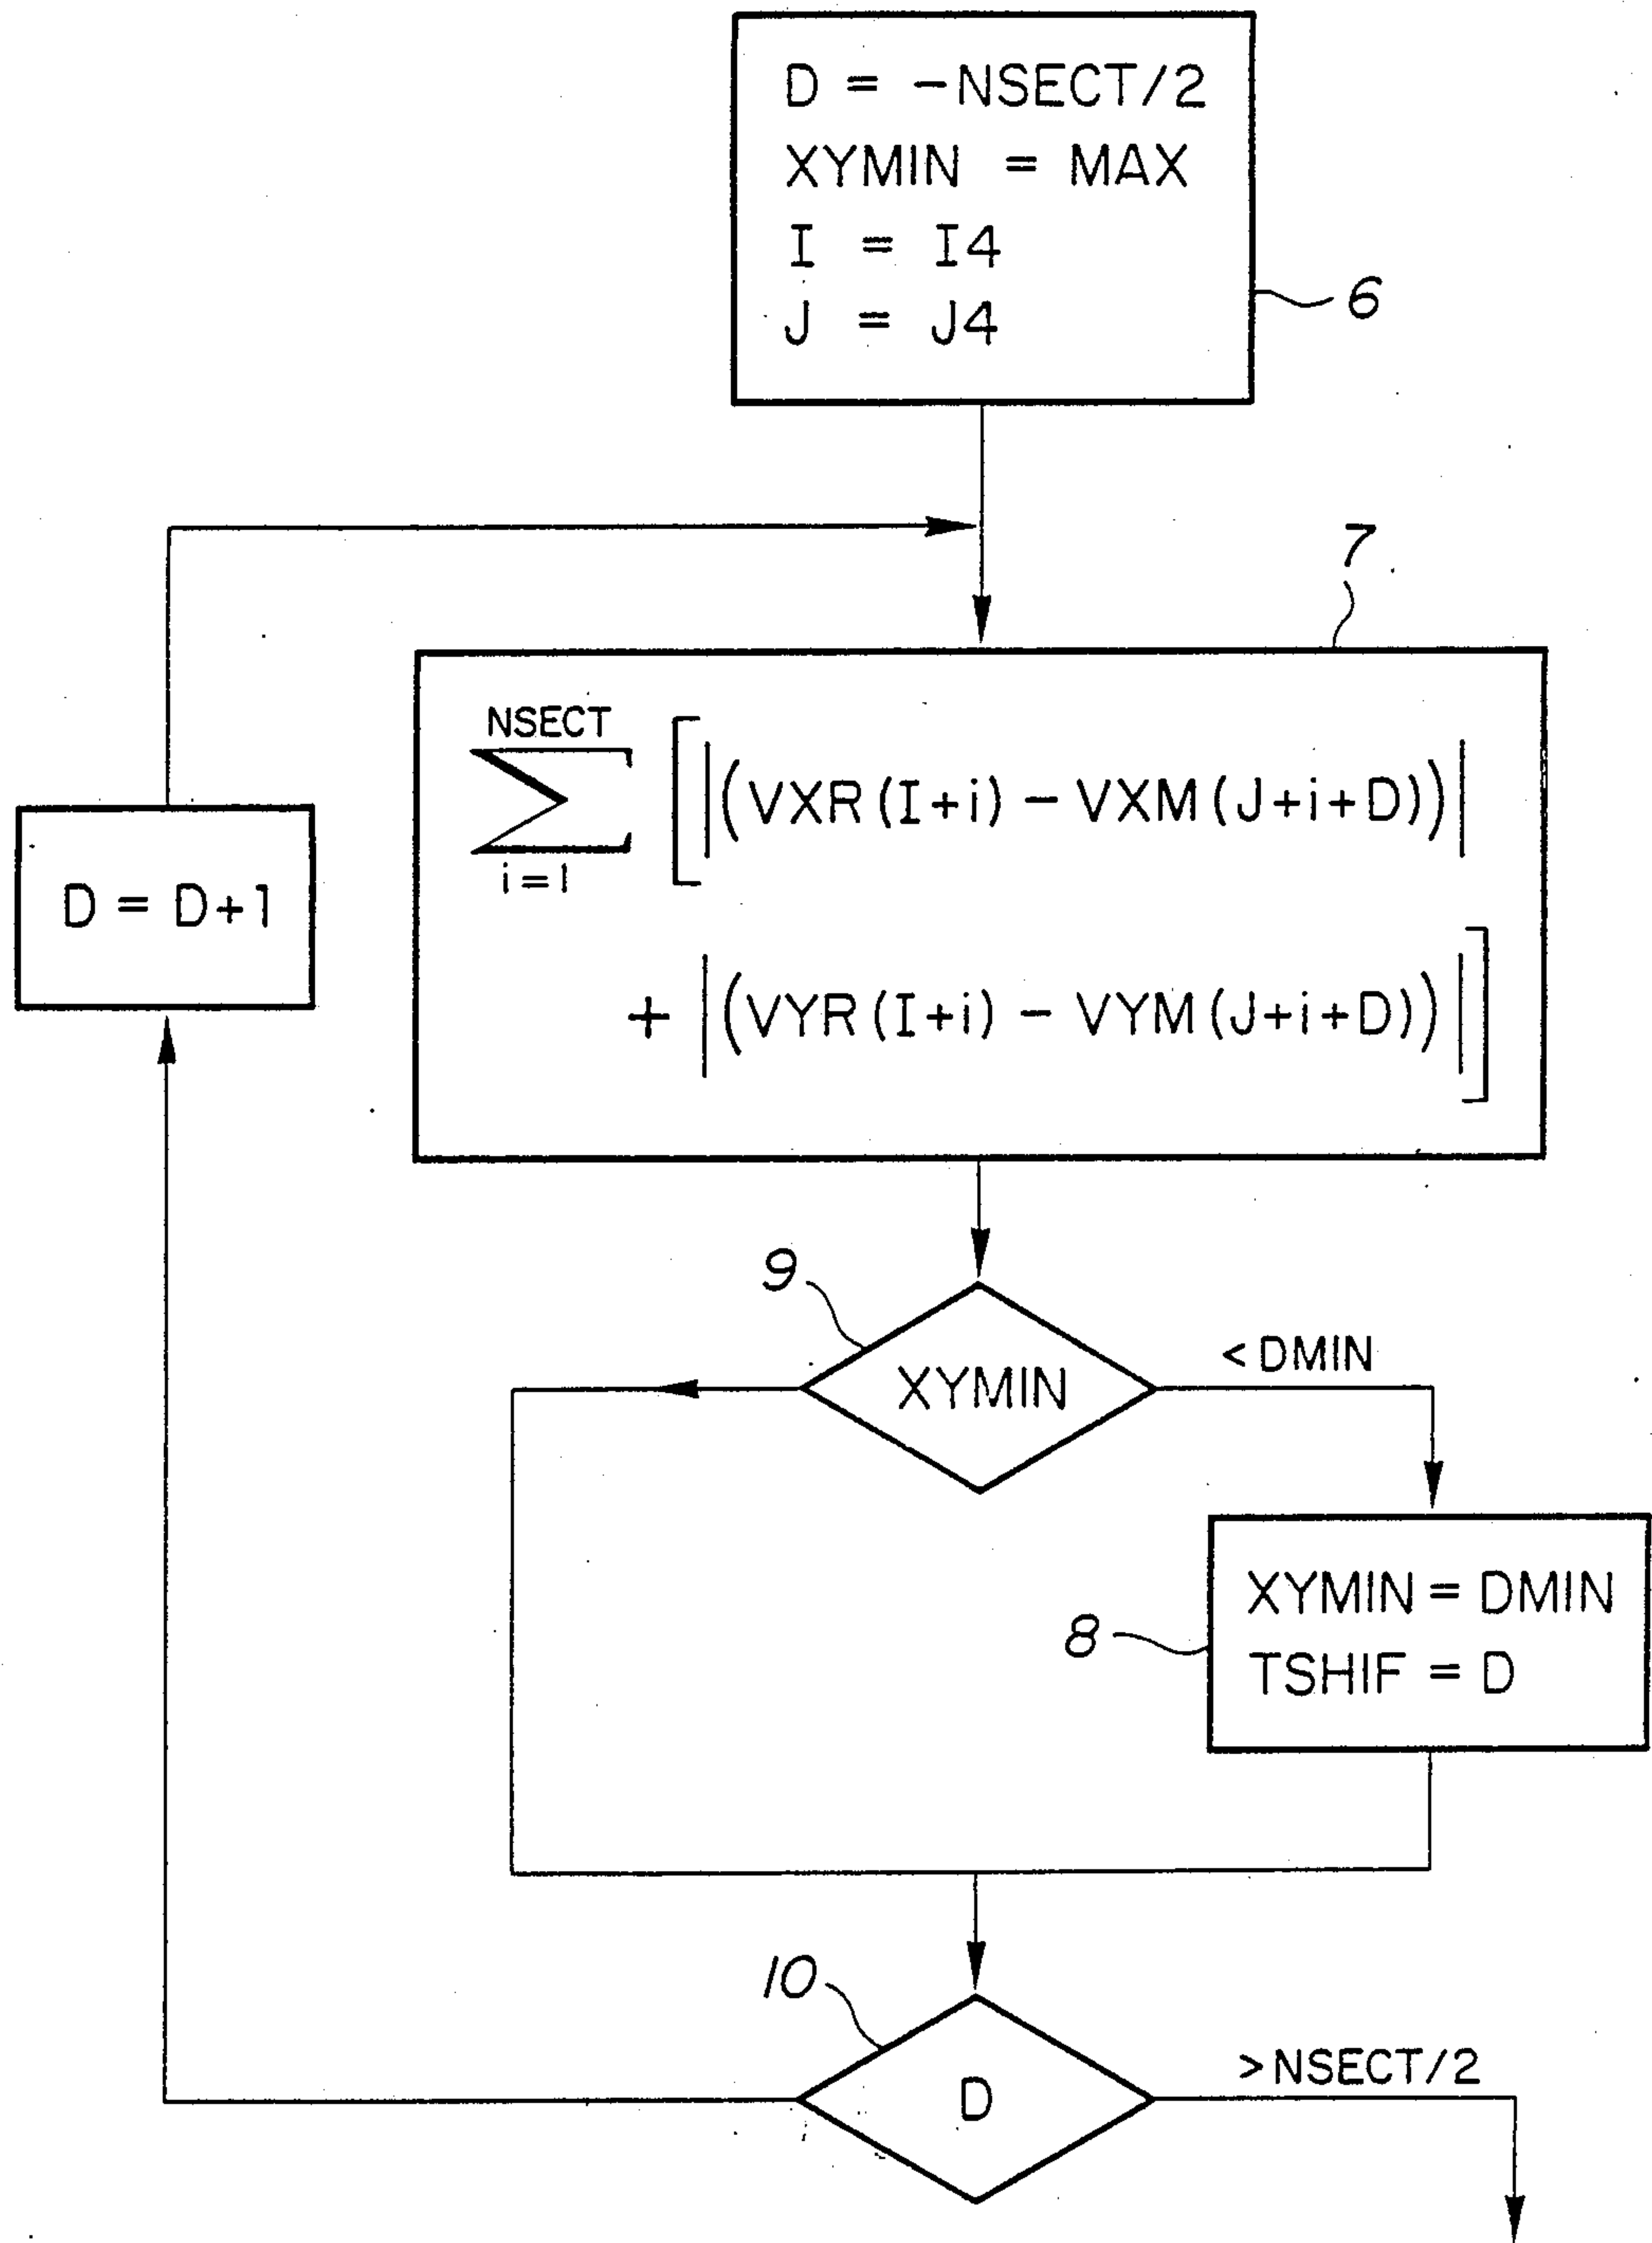 D = -NSECT/2
XYMIN = MAX
I = I4
J = J4
6
7
NSECT
∑ [|(VXR(I+i) - VXM(J+i+D))|
i=1
+ |(VYR(I+i) - VYM(J+i+D))|]
D = D+1
9
XYMIN
< DMIN
8
XYMIN = DMIN
TSHIF = D
10
D
>NSECT/2